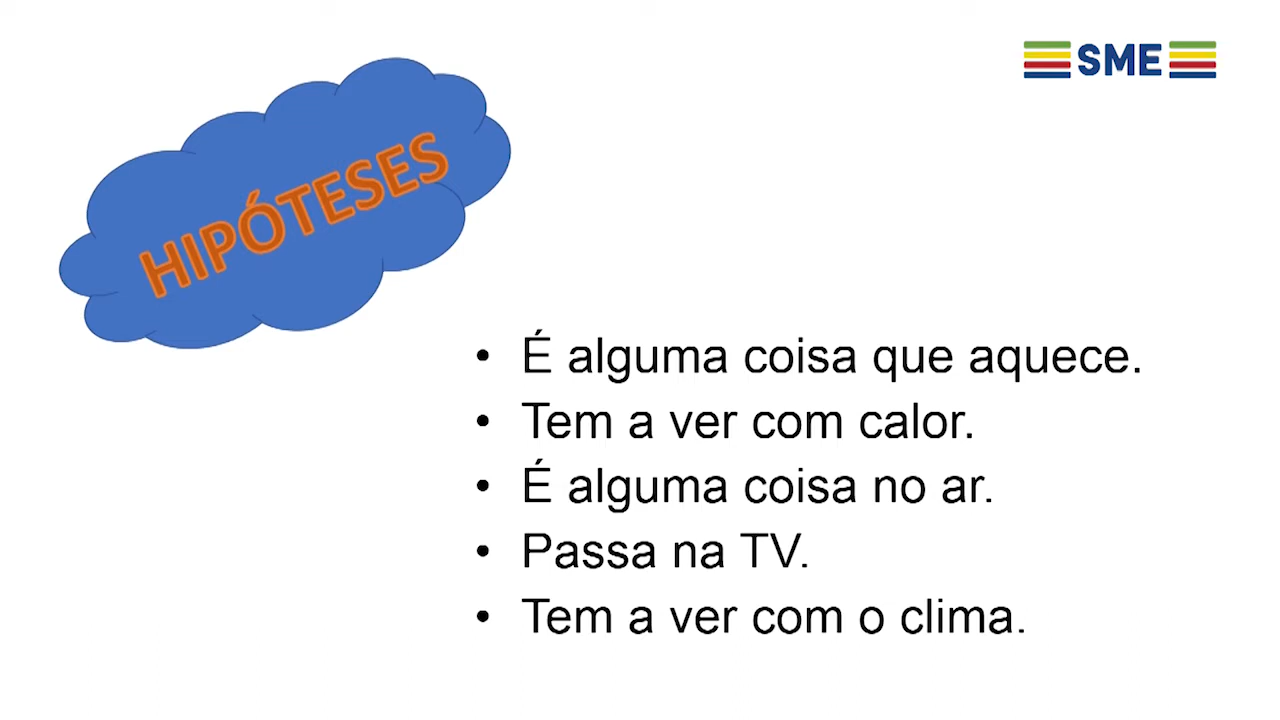 SME
HIPÓTESES
• É alguma coisa que aquece.
• Tem a ver com calor.
• É alguma coisa no ar.
• Passa na TV.
• Tem a ver com o clima.